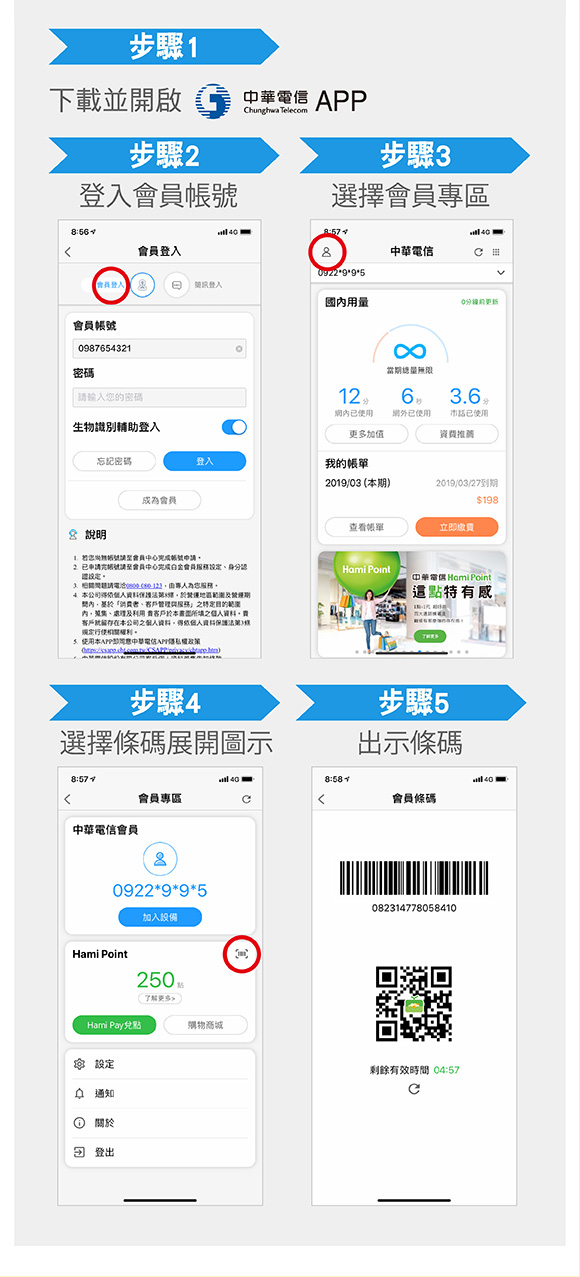 步驟1
下載並開啟 中華電信 Chunghwa Telecom APP
步驟2
登入會員帳號
8:56
4G
會員登入
會員登入
簡訊登入
會員帳號
0987654321
密碼
請輸入您的密碼
生物識別輔助登入
忘記密碼
登入
成為會員
說明
1. 若您尚無帳號請至會員中心完成帳號申請。
2. 已申請完帳號請至會員中心完成白金會員服務設定、身分認
證設定。
3. 相關問題請電洽0800-080-123,由專人為您服務。
4. 本公司得依個人資料保護法第8條,於營運地區範圍及營運期
間內,基於「消費者、客戶管理與服務」之特定目的範圍
內,蒐集、處理及利用 貴客戶於本畫面所填之個人資料。貴
客戶就留存在本公司之個人資料,得依個人資料保護法第3條
規定行使相關權利。
5. 使用本APP即同意中華電信APP隱私權政策
(https://csapp.cht.com.tw/CSAPP/privacy/chtapp.htm)
步驟3
選擇會員專區
8:57
4G
中華電信
0922*9*9*5
國內用量
0分鐘前更新
當期總量無限
12 分
6 秒
3.6 分
網內已使用
網外已使用
市話已使用
更多加值
資費推薦
我的帳單
2019/03 (本期)
2019/03/27到期
$198
查看帳單
立即繳費
Hami Point
中華電信 Hami Point
這點特有感
了解更多
步驟4
選擇條碼展開圖示
8:57
4G
會員專區
中華電信會員
0922*9*9*5
加入設備
Hami Point
250 點
了解更多>
Hami Pay兌點
購物商城
設定
通知
關於
登出
步驟5
出示條碼
8:58
4G
會員條碼
082314778058410
剩餘有效時間 04:57